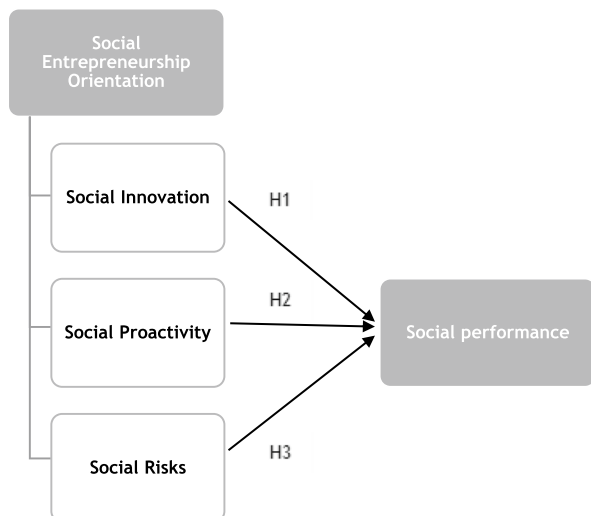 Social
Entrepreneurship
Orientation
Social Innovation
H1
Social Proactivity
H2
Social performance
Social Risks
H3